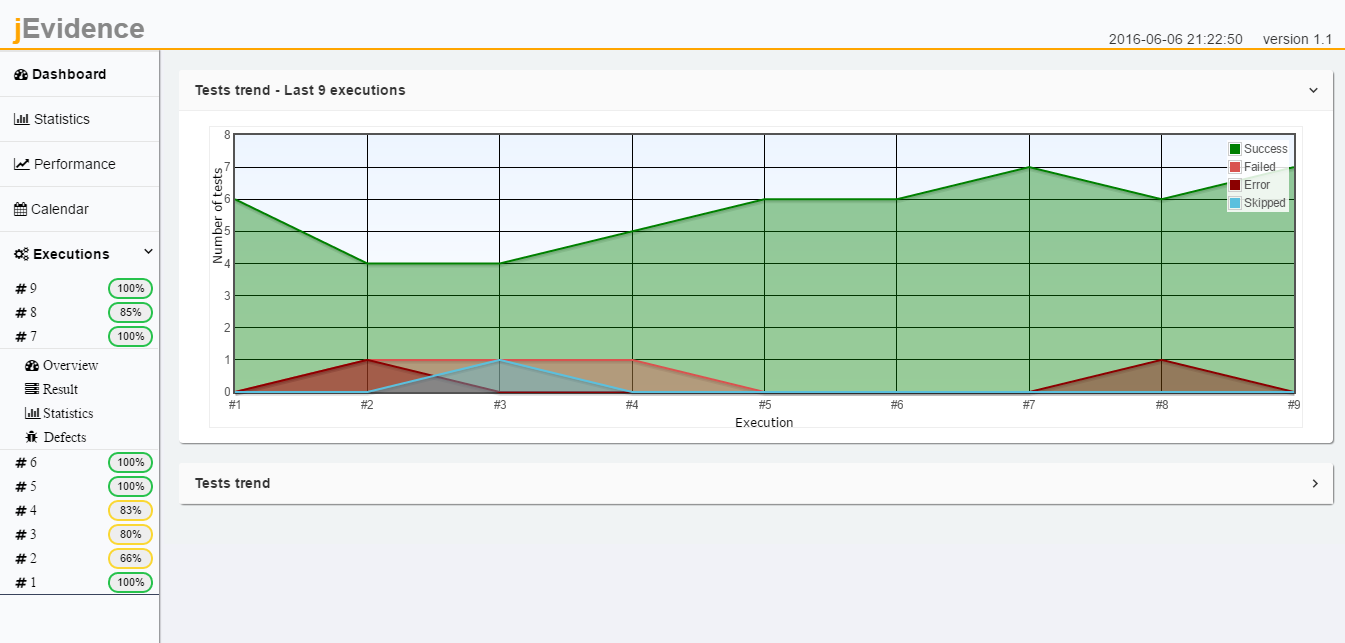 jEvidence
2016-06-06 21:22:50 version 1.1
Dashboard
Statistics
Performance
Calendar
Executions
# 9 100%
# 8 85%
# 7 100%
Overview
Result
Statistics
Defects
# 6 100%
# 5 100%
# 4 83%
# 3 80%
# 2 66%
# 1 100%
Tests trend - Last 9 executions
Number of tests
8
7
6
5
4
3
2
1
0
#1 #2 #3 #4 #5 #6 #7 #8 #9
Execution
Success
Failed
Error
Skipped
Tests trend